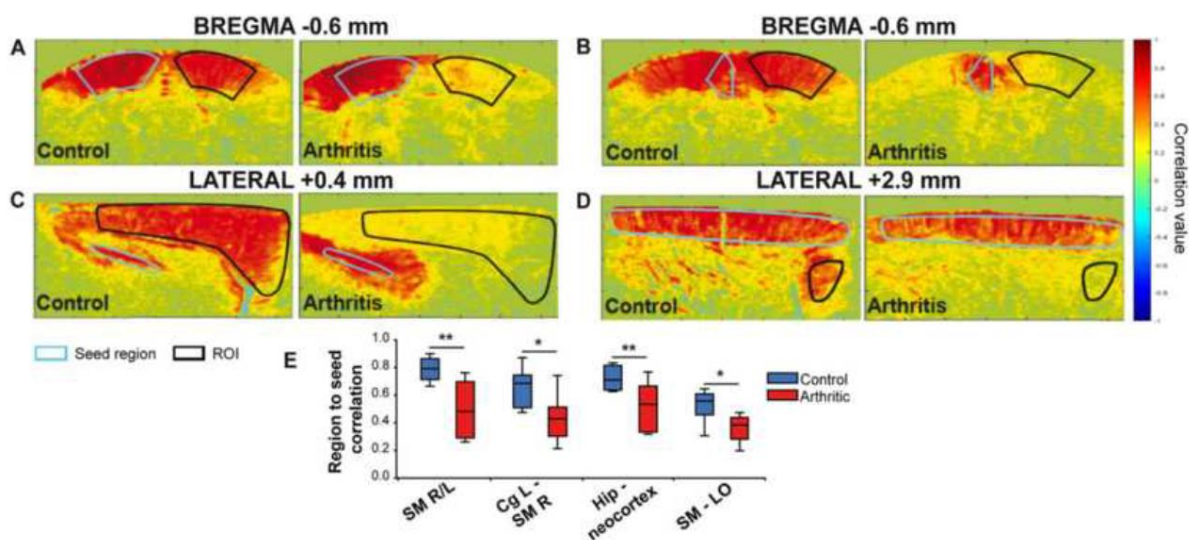 BREGMA -0.6 mm
BREGMA -0.6 mm
A
B
Control
Arthritis
Control
Arthritis
LATERAL +0.4 mm
LATERAL +2.9 mm
C
D
Control
Arthritis
Control
Arthritis
Correlation value
Seed region
ROI
E
Region to seed
correlation
1.0
0.8
0.6
0.4
0.2
0.0
**
*
**
*
Control
Arthritic
SM R/L
Cg L -
SM R
Hip -
neocortex
SM - LO